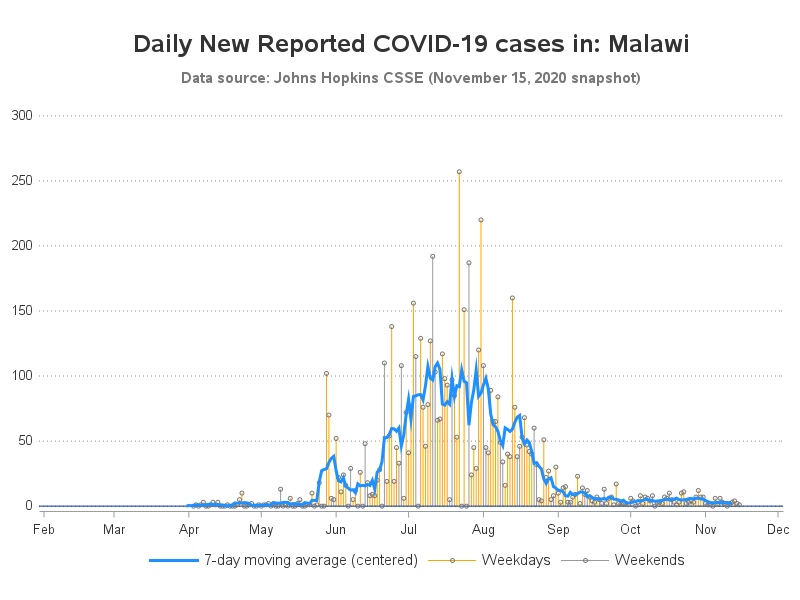 Daily New Reported COVID-19 cases in: Malawi
Data source: Johns Hopkins CSSE (November 15, 2020 snapshot)
300
250
200
150
100
50
0
Feb Mar Apr May Jun Jul Aug Sep Oct Nov Dec
7-day moving average (centered) Weekdays Weekends